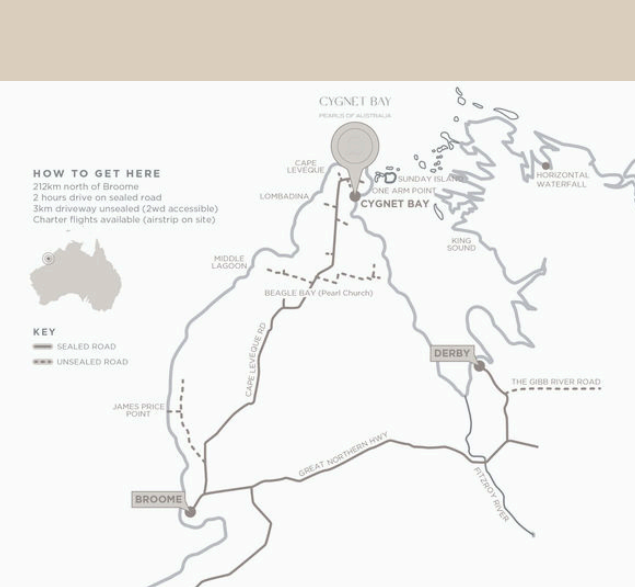 CYGNET BAY
PEARLS OF AUSTRALIA
HOW TO GET HERE
212km north of Broome
2 hours drive on sealed road
3km driveway unsealed (2wd accessible)
Charter flights available (airstrip on site)
CAPE
LEVEQUE
SUNDAY ISLAND
HORIZONTAL
WATERFALL
LOMBADINA
ONE ARM POINT
CYGNET BAY
KING
SOUND
MIDDLE
LAGOON
BEAGLE BAY (Pearl Church)
KEY
SEALED ROAD
UNSEALED ROAD
CAPE LEVEQUE RD
DERBY
THE GIBB RIVER ROAD
JAMES PRICE
POINT
GREAT NORTHERN HWY
FITZROY RIVER
BROOME